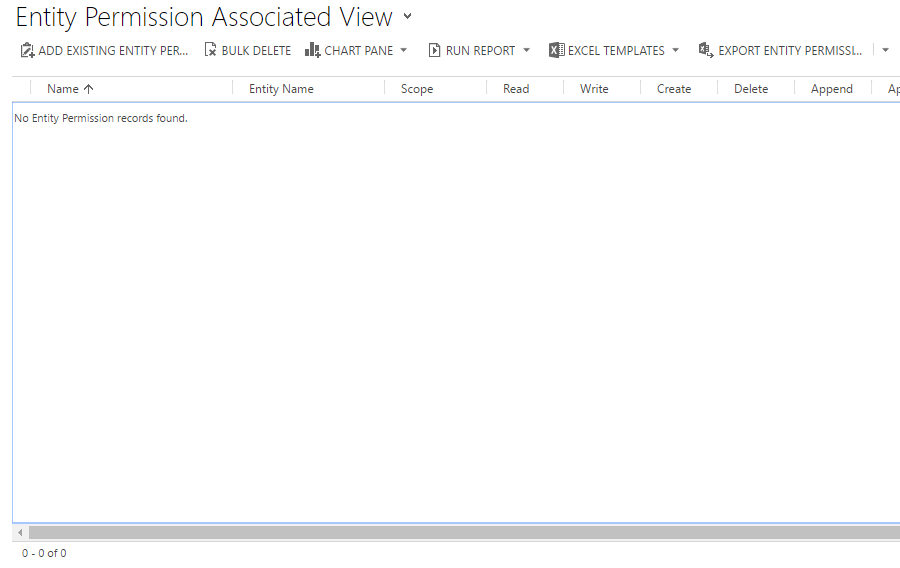 Entity Permission Associated View
ADD EXISTING ENTITY PER... BULK DELETE CHART PANE RUN REPORT EXCEL TEMPLATES EXPORT ENTITY PERMISSI...
Name Entity Name Scope Read Write Create Delete Append Ap
No Entity Permission records found.
0 - 0 of 0